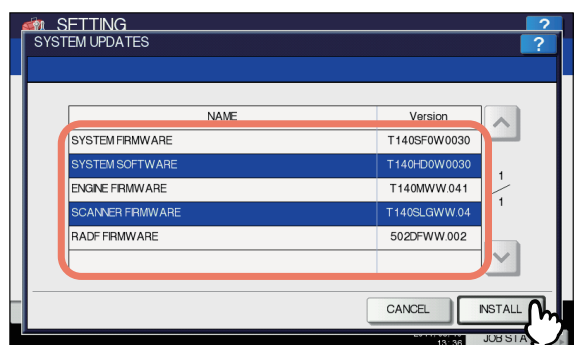 SETTING ?
SYSTEM UPDATES ?
NAME Version
SYSTEM FIRMWARE T140SF0W0030
SYSTEM SOFTWARE T140HD0W0030
ENGINE FIRMWARE T140MWW.041
SCANNER FIRMWARE T140SLGWW.04
RADF FIRMWARE 502DFWW.002
1
1
CANCEL INSTALL
13:36 JOB STA